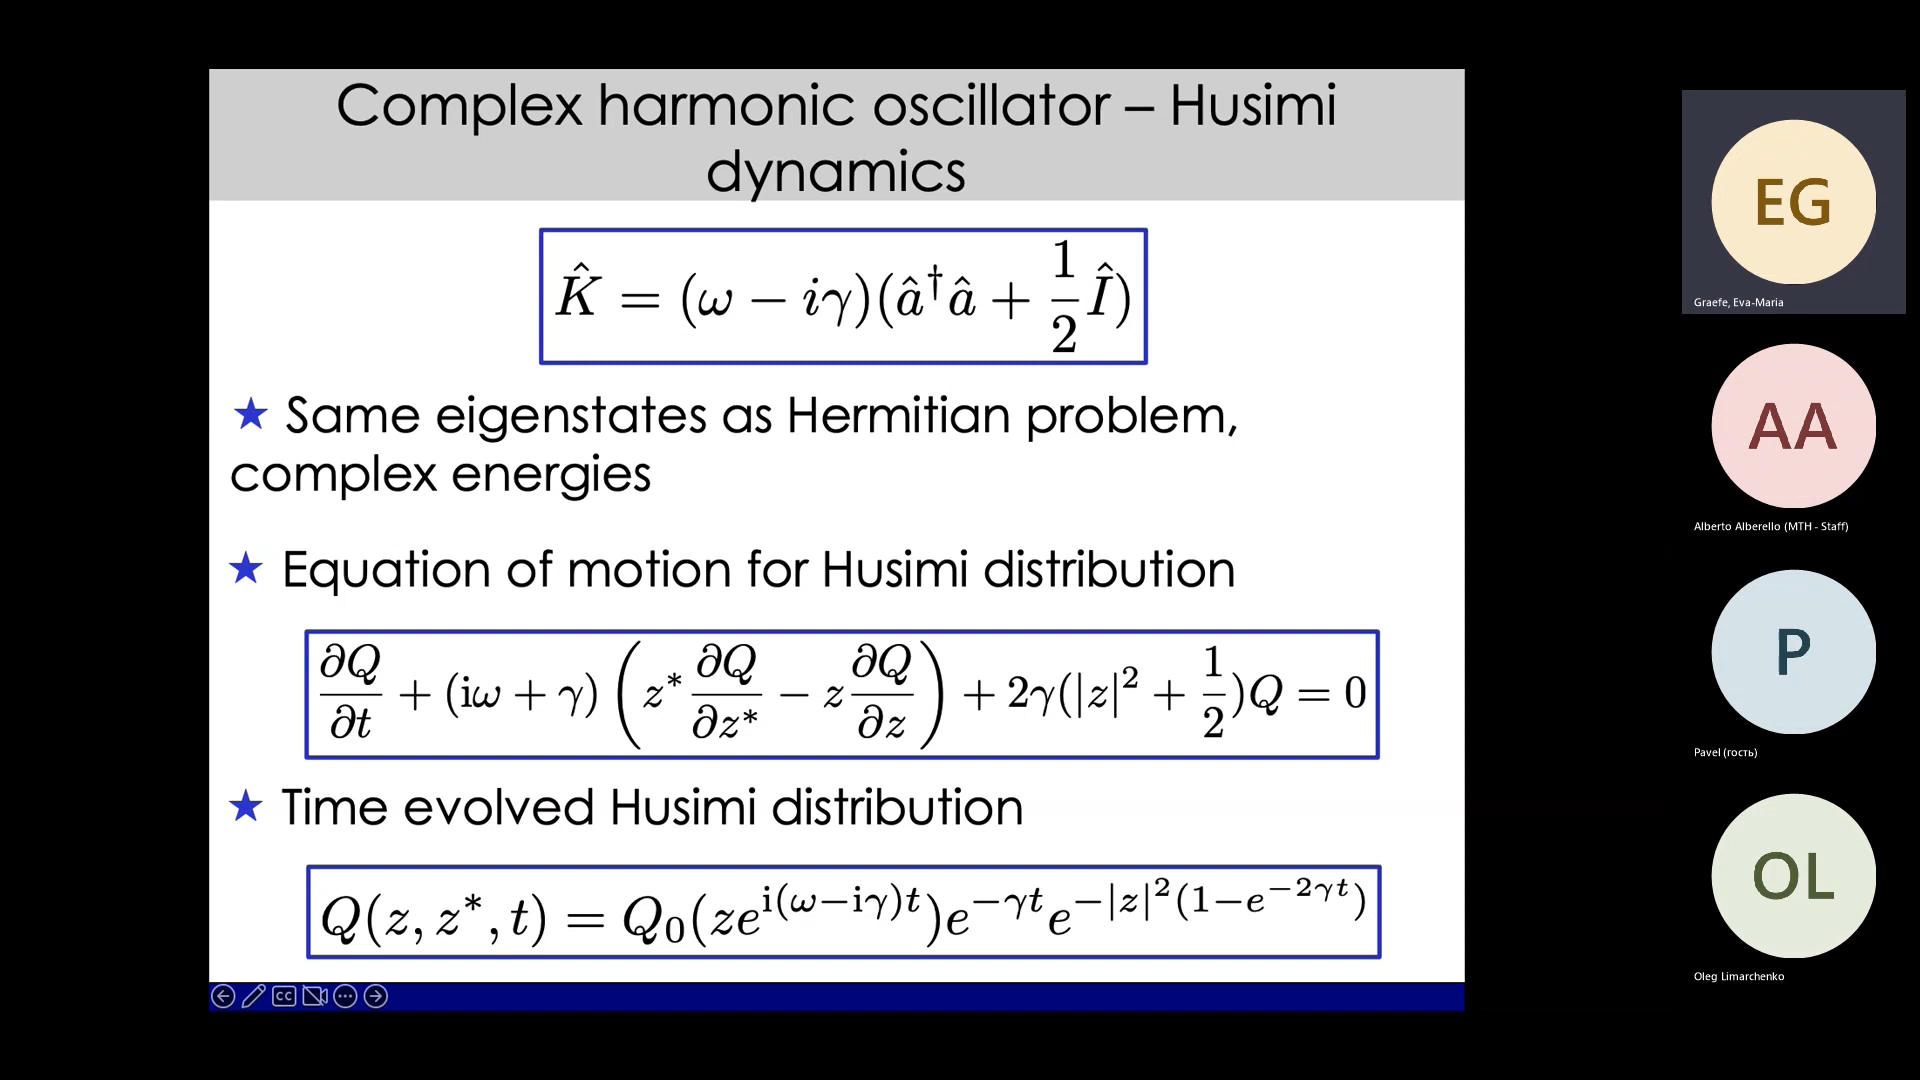 Complex harmonic oscillator – Husimi
dynamics
K̂ = (ω − iγ)(â†â + 1/2 Î)
★ Same eigenstates as Hermitian problem,
complex energies
★ Equation of motion for Husimi distribution
∂Q/∂t + (iω + γ) (z* ∂Q/∂z* − z ∂Q/∂z) + 2γ(|z|² + 1/2)Q = 0
★ Time evolved Husimi distribution
Q(z, z*, t) = Q₀(ze^{i(ω−iγ)t})e^{−γt}e^{−|z|²(1−e^{−2γt})}
CC
EG
Graefe, Eva-Maria
AA
Alberto Alberello (MTH - Staff)
P
Pavel (гость)
OL
Oleg Limarchenko